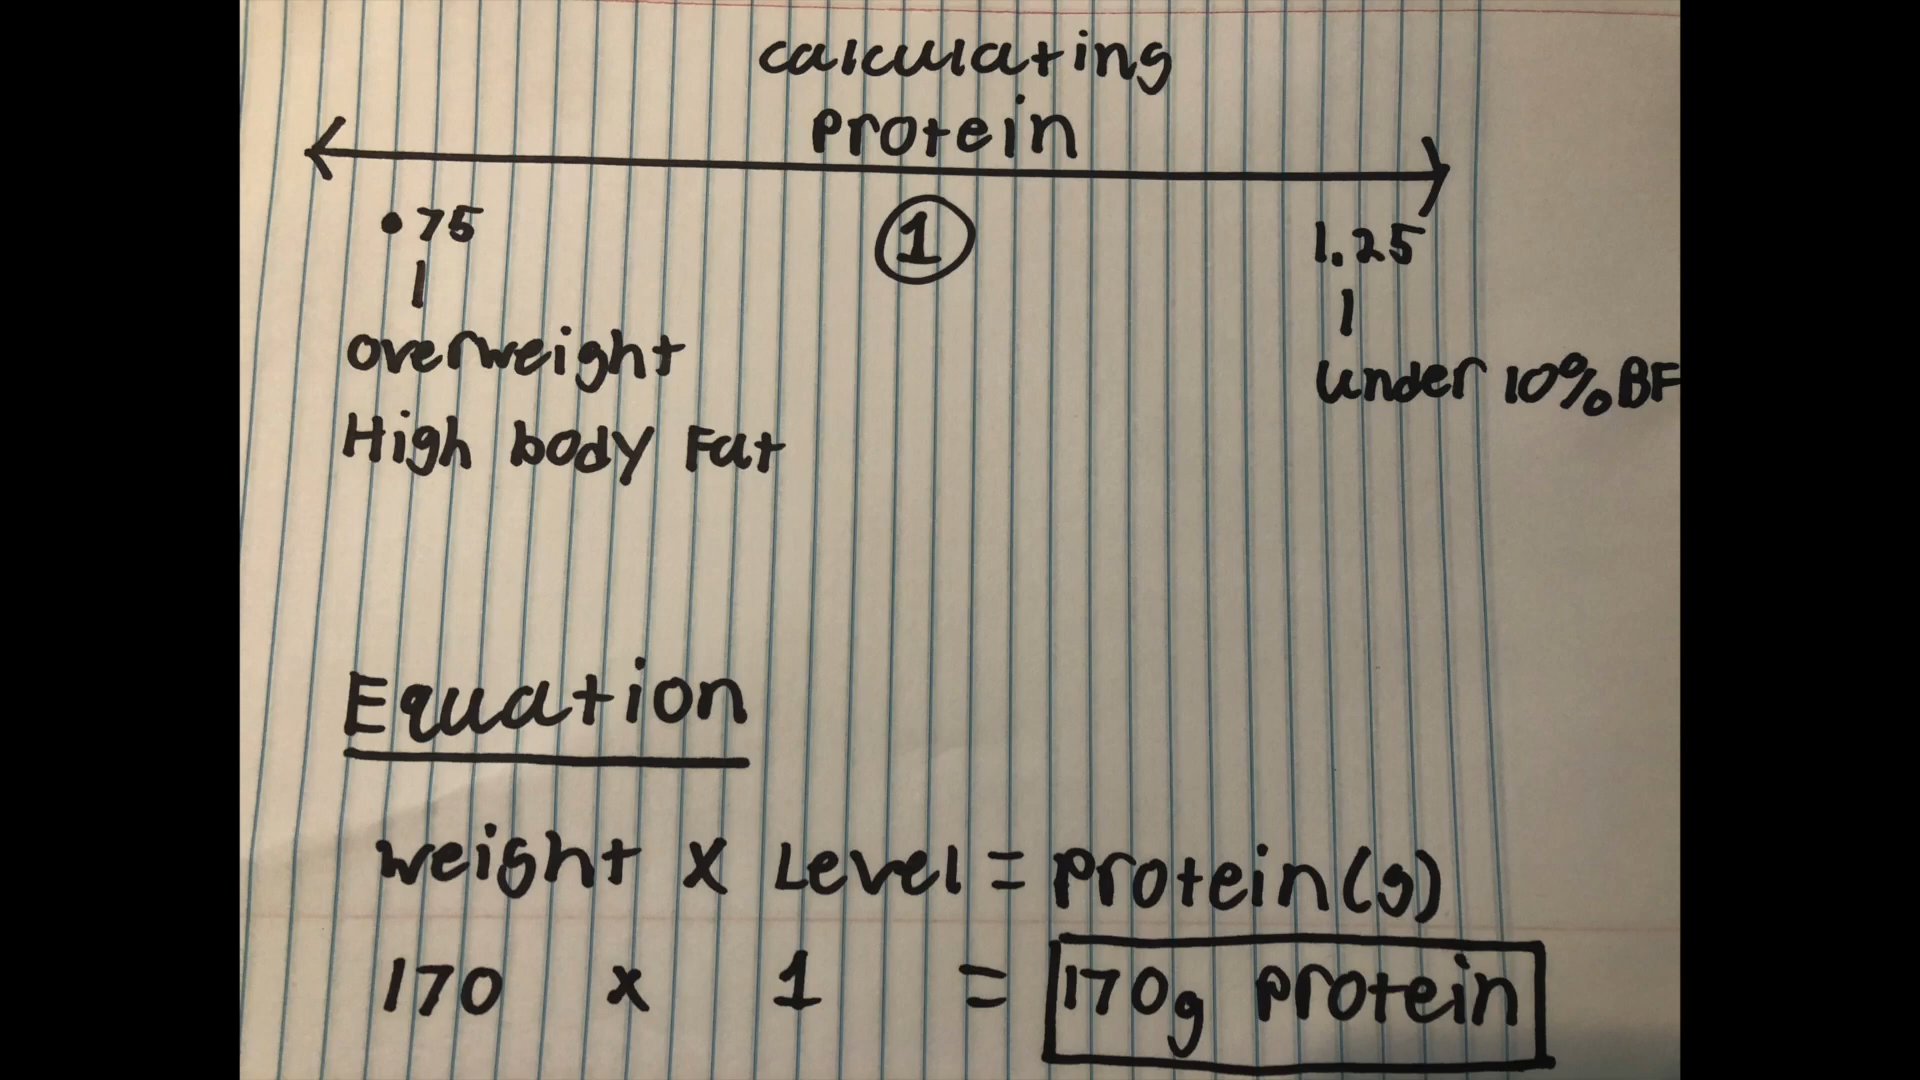 calculating
protein
.75 1 1.25
overweight under 10% BF
High body Fat
Equation
weight x Level = protein(g)
170 x 1 = 170g protein